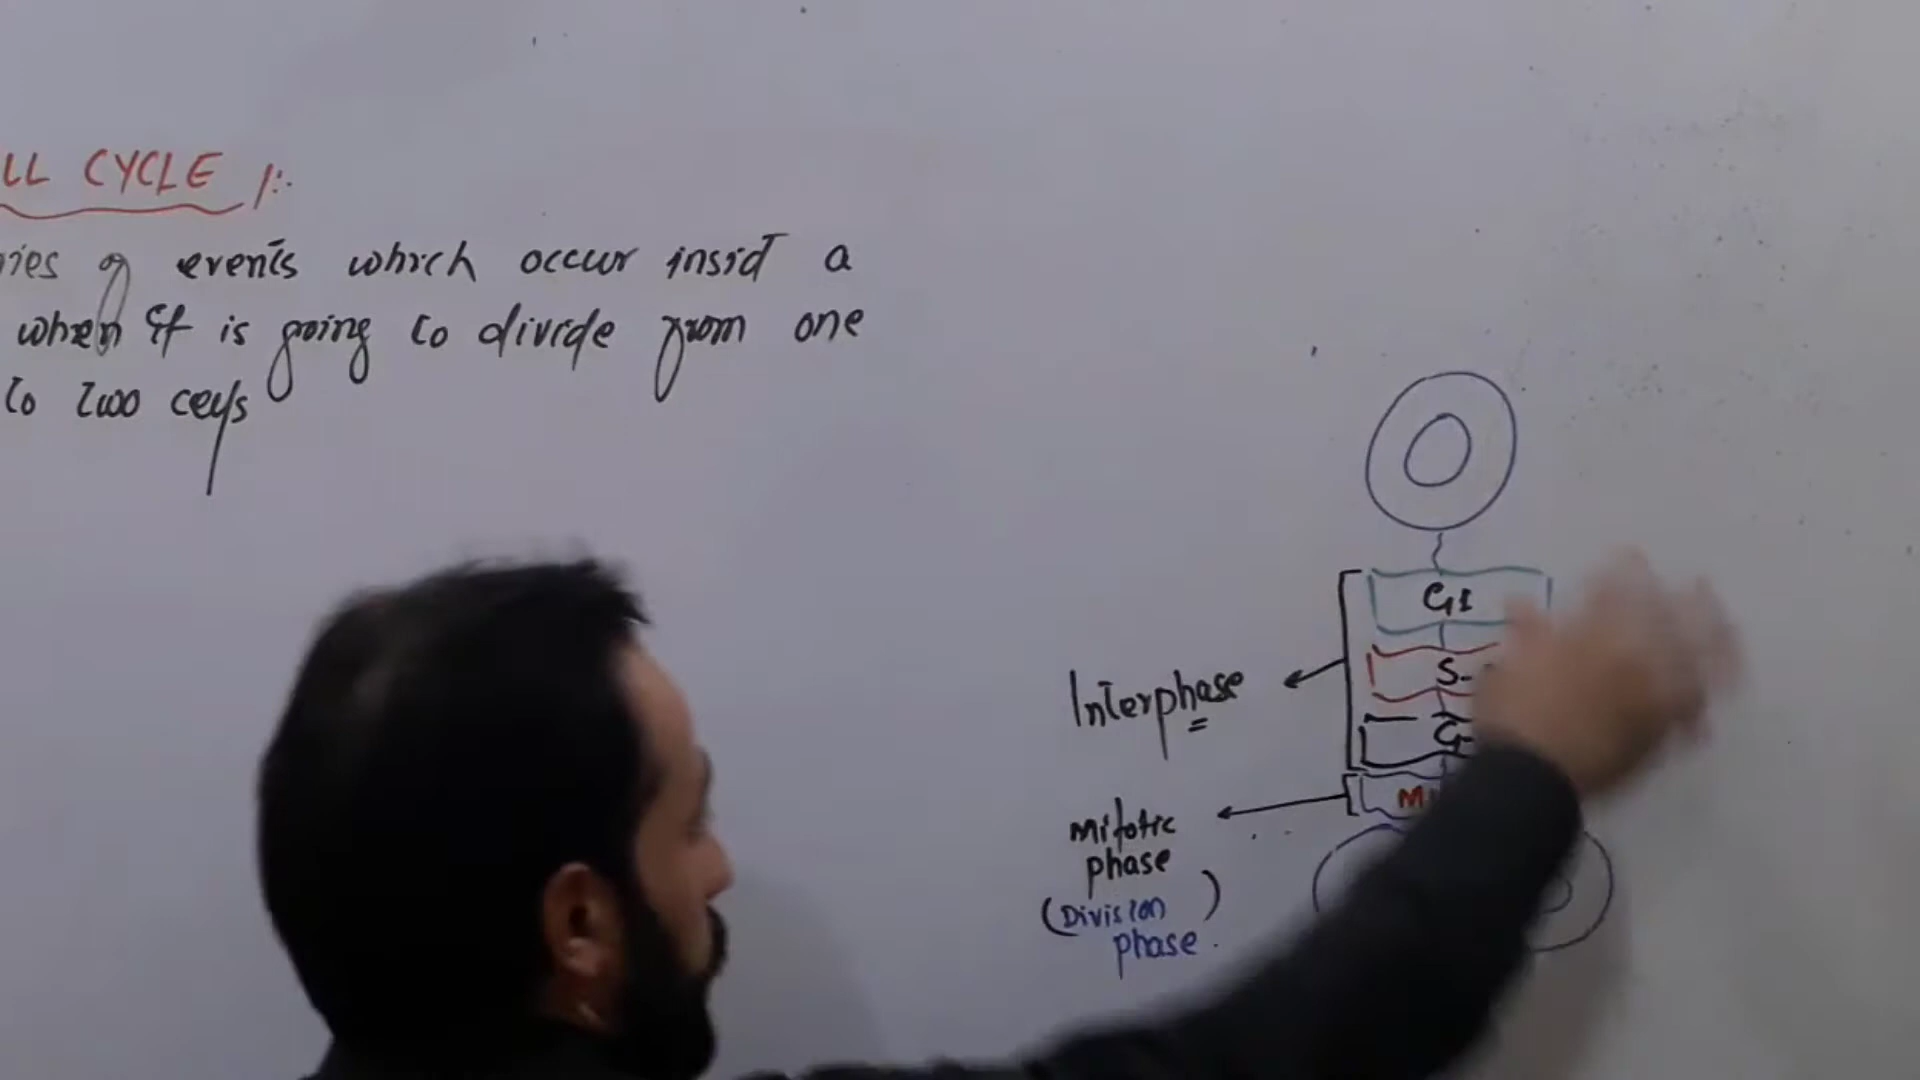 LL CYCLE :
ries of events which occur insid a
when it is going to divide from one
to two cells
G1
S-
G-
Interphase
M
mitotic
phase
(Division)
phase.